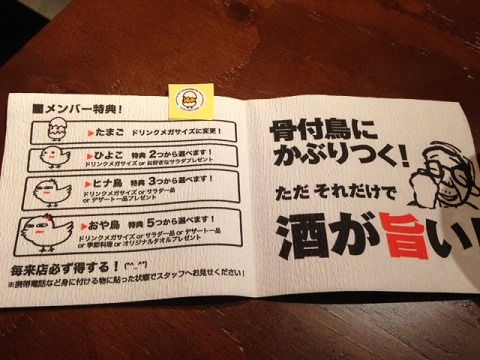 ■メンバー特典！
▶たまご ドリンクメガサイズに変更！
▶ひよこ 特典 2つから選べます！
ドリンクメガサイズ or お好きなサラダプレゼント
▶ヒナ鳥 特典 3つから選べます！
ドリンクメガサイズ or サラダ一品
or デザート一品プレゼント
▶おや鳥 特典 5つから選べます！
ドリンクメガサイズ or サラダ一品 or デザート一品
or 季節料理 or オリジナルタオルプレゼント
毎来店必ず得する！ (*^_^*)
※携帯電話など身に付ける物に貼った状態でスタッフへお見せください！
骨付鳥に
かぶりつく！
ただ それだけで
酒が旨い！